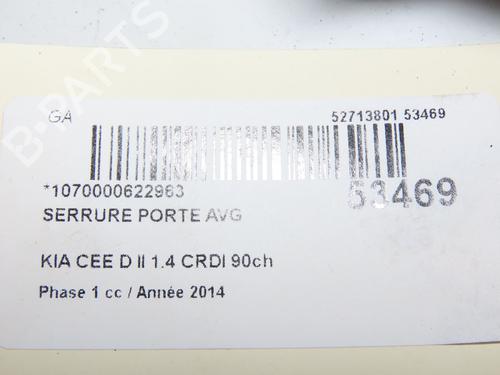 GA
52713801 53469
*1070000622963
53469
SERRURE PORTE AVG
KIA CEE D II 1.4 CRDI 90ch
Phase 1 cc / Année 2014
B-PARTS